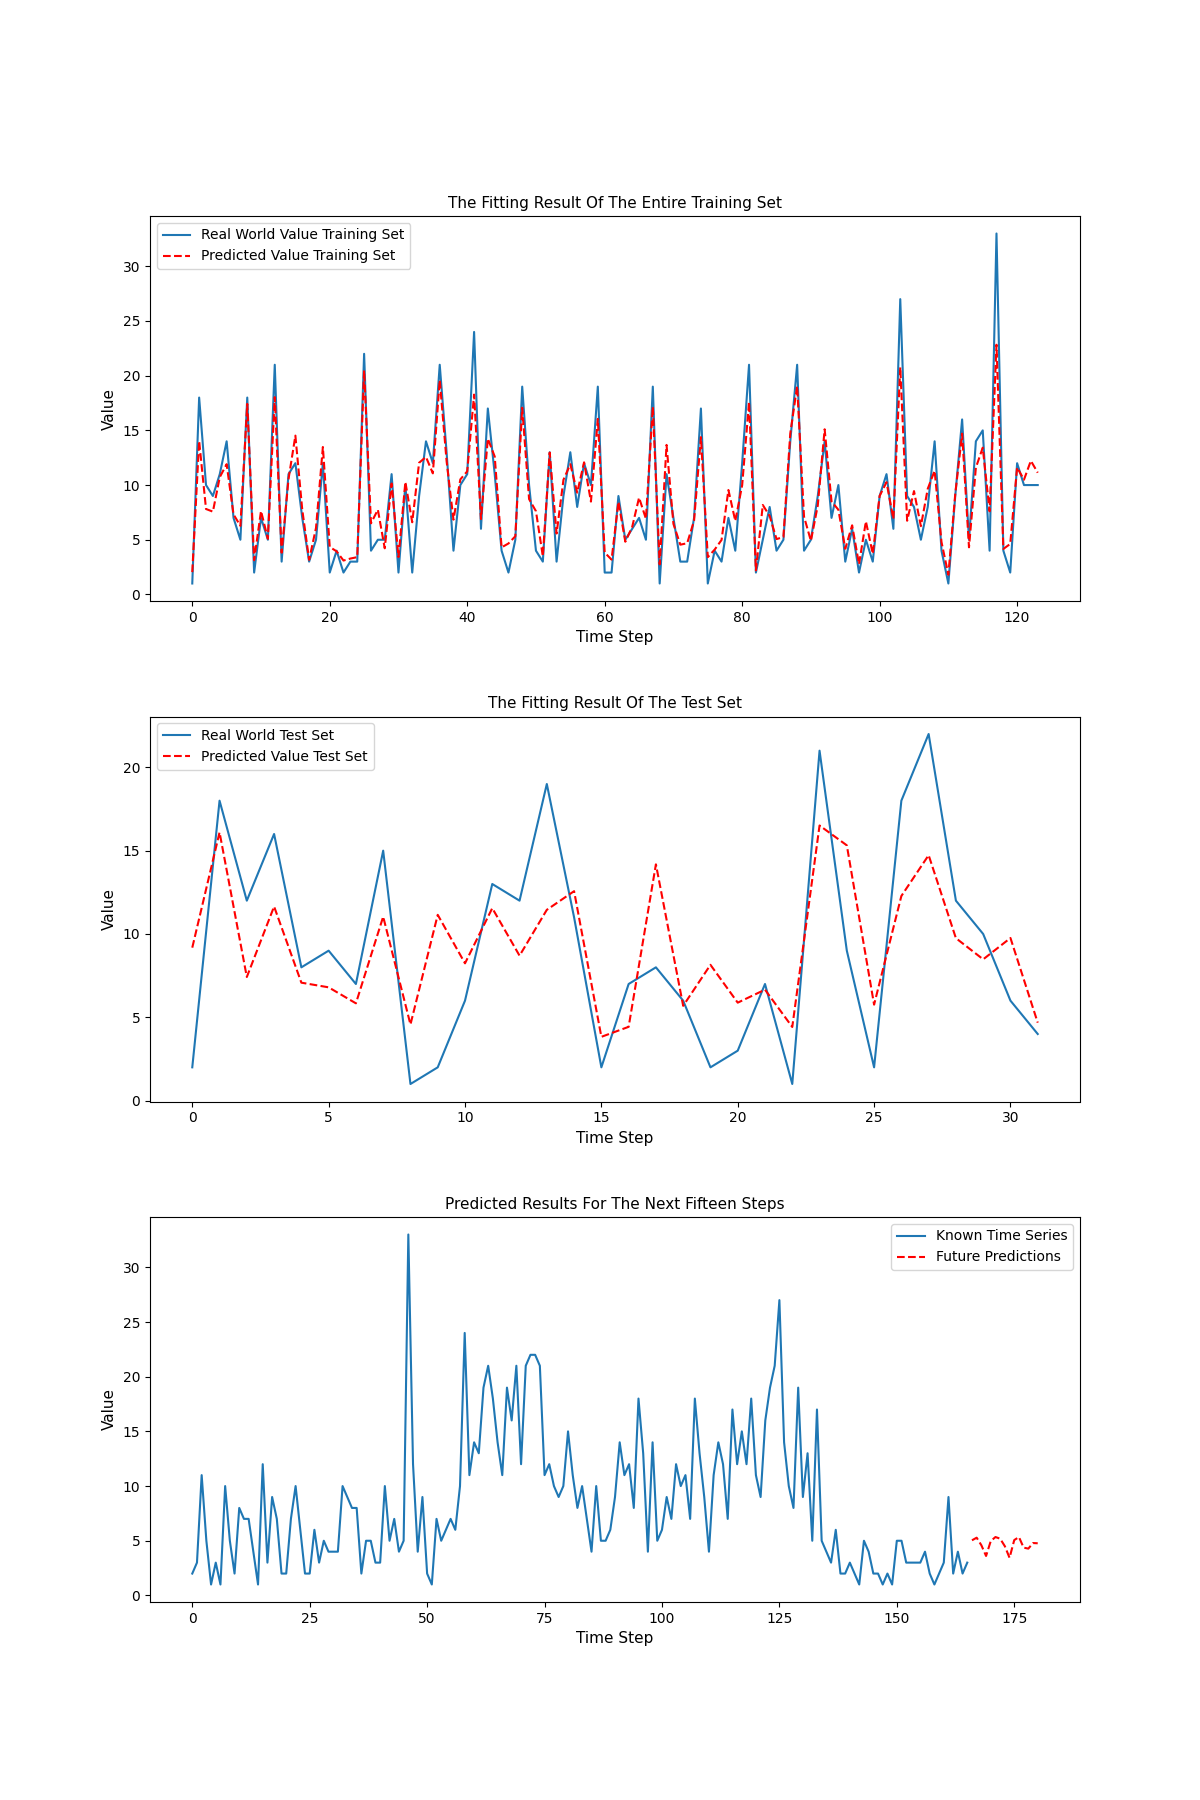 The Fitting Result Of The Entire Training Set
Real World Value Training Set
Predicted Value Training Set
Value
30
25
20
15
10
5
0
0 20 40 60 80 100 120
Time Step
The Fitting Result Of The Test Set
Real World Test Set
Predicted Value Test Set
Value
20
15
10
5
0
0 5 10 15 20 25 30
Time Step
Predicted Results For The Next Fifteen Steps
Known Time Series
Future Predictions
Value
30
25
20
15
10
5
0
0 25 50 75 100 125 150 175
Time Step